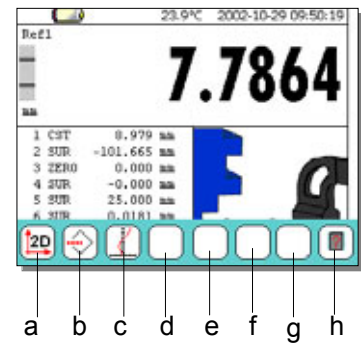 23.9°C 2002-10-29 09:50:19
Ref1
7.7864
mm
1 CST 8.979 mm
2 SUR -101.665 mm
3 ZERO 0.000 mm
4 SUR -0.000 mm
5 SUR 25.000 mm
6 SUR 0.0181 mm
2D
a b c d e f g h